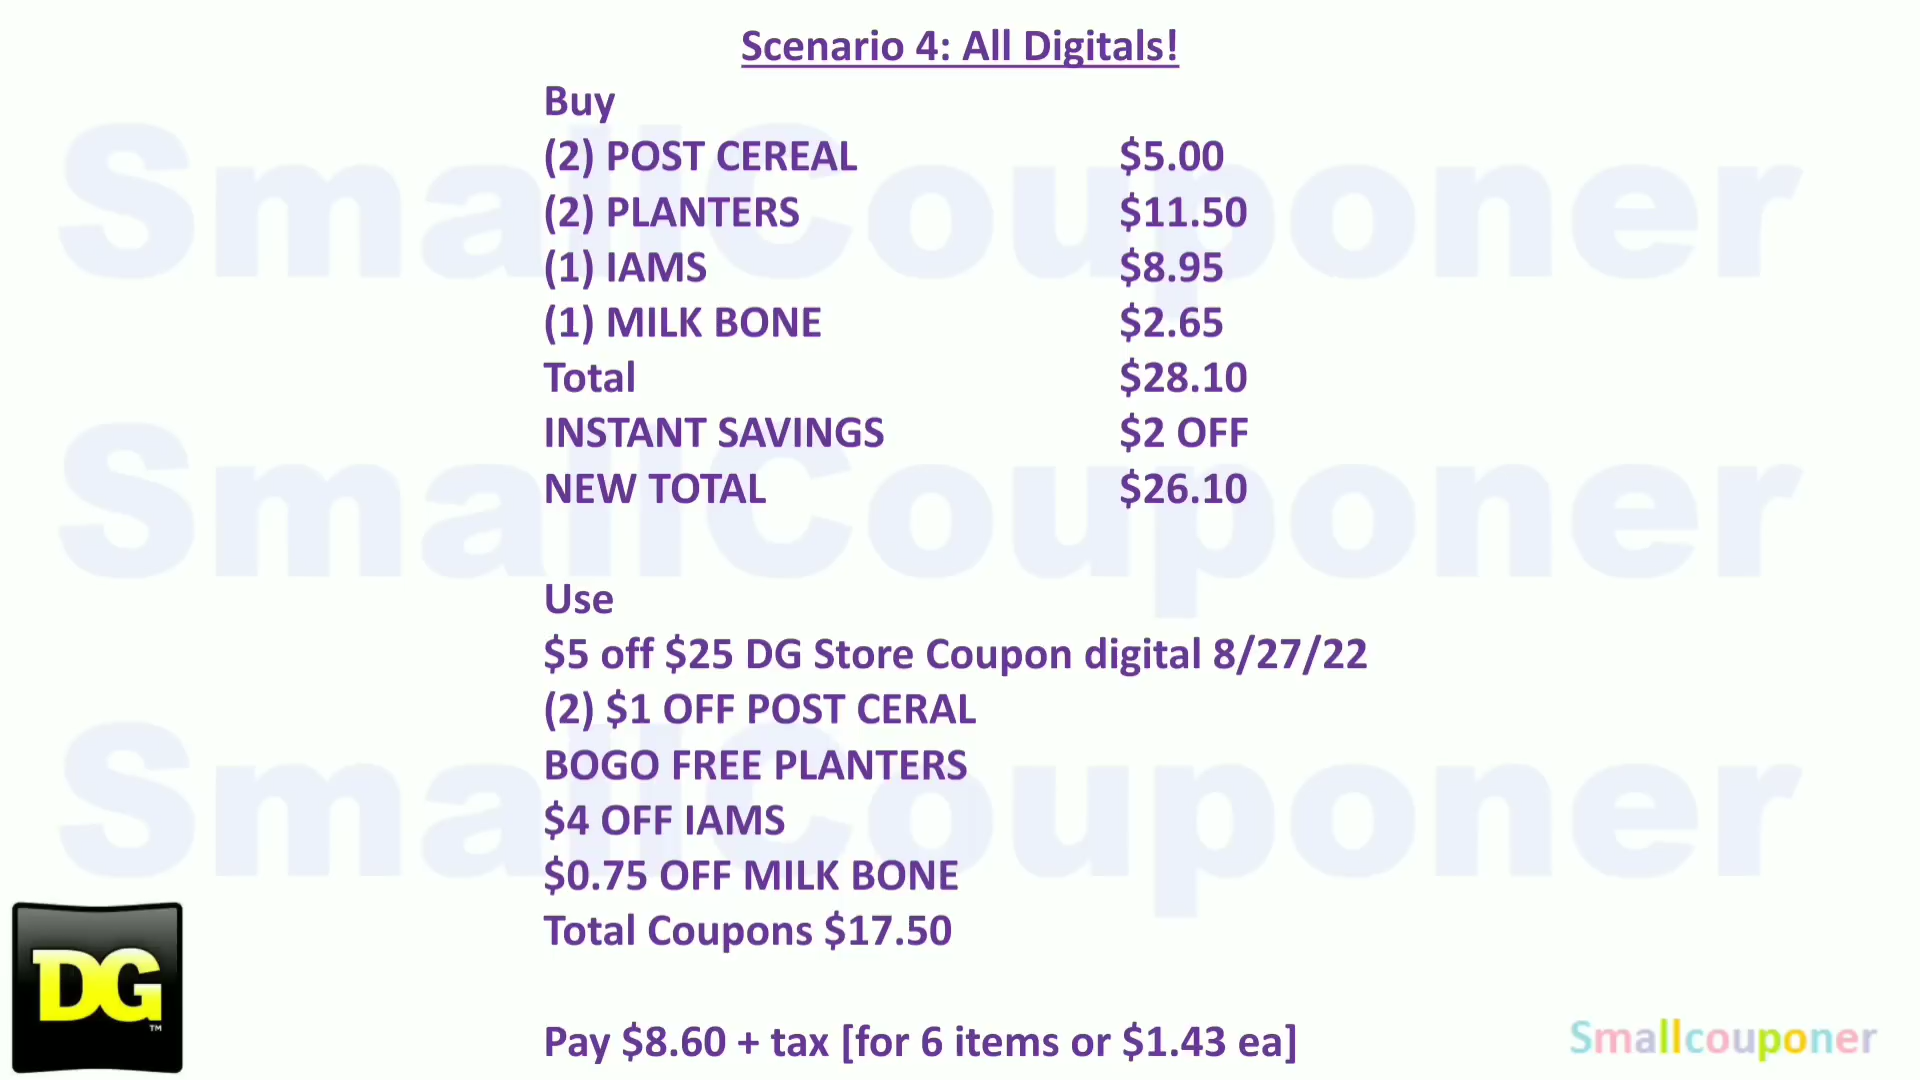 Scenario 4: All Digitals!
Buy
(2) POST CEREAL $5.00
(2) PLANTERS $11.50
(1) IAMS $8.95
(1) MILK BONE $2.65
Total $28.10
INSTANT SAVINGS $2 OFF
NEW TOTAL $26.10
Use
$5 off $25 DG Store Coupon digital 8/27/22
(2) $1 OFF POST CERAL
BOGO FREE PLANTERS
$4 OFF IAMS
$0.75 OFF MILK BONE
Total Coupons $17.50
Pay $8.60 + tax [for 6 items or $1.43 ea]
SmallCouponer
SmallCouponer
SmallCouponer
DG™
Smallcouponer